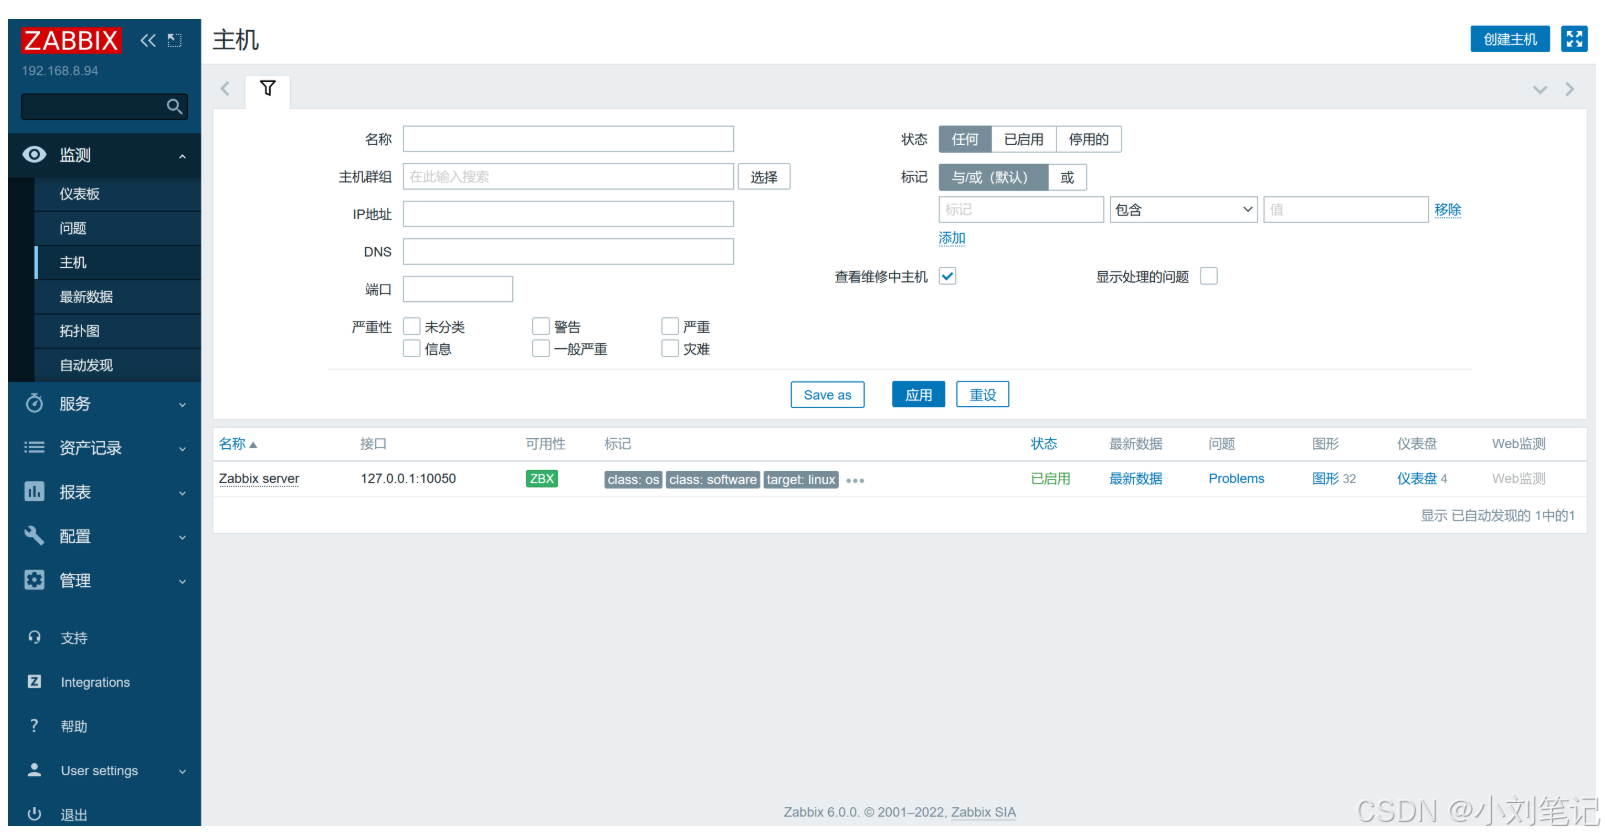 ZABBIX
192.168.8.94
监测
仪表板
问题
主机
最新数据
拓扑图
自动发现
服务
资产记录
报表
配置
管理
支持
Integrations
帮助
User settings
退出
主机
创建主机
名称
主机群组 在此输入搜索 选择
IP地址
DNS
端口
严重性 未分类 警告 严重
信息 一般严重 灾难
状态 任何 已启用 停用的
标记 与/或（默认） 或
标记 包含 值 移除
添加
查看维修中主机 显示处理的问题
Save as 应用 重设
名称 接口 可用性 标记 状态 最新数据 问题 图形 仪表盘 Web监测
Zabbix server 127.0.0.1:10050 ZBX class: os class: software target: linux ••• 已启用 最新数据 Problems 图形 32 仪表盘 4 Web监测
显示 已自动发现的 1中的1
Zabbix 6.0.0. © 2001–2022, Zabbix SIA
CSDN @小刘笔记